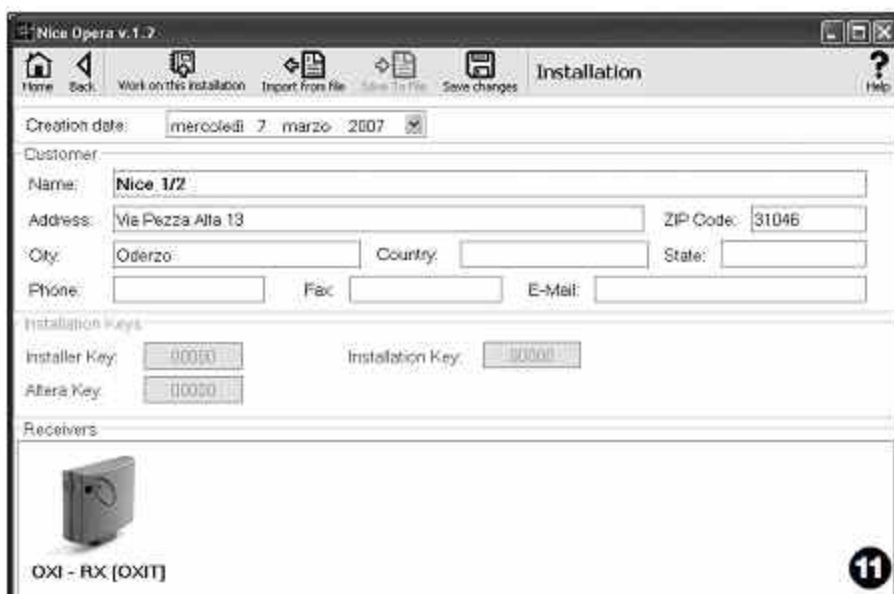 Nice Opera v.1.2
Home Back Work on this installation Import from file Save To File Save changes Installation Help
Creation date: mercoledì 7 marzo 2007
Customer
Name: Nice 1/2
Address: Via Pezza Alta 13 ZIP Code: 31046
City: Oderzo Country: State:
Phone: Fax: E-Mail:
Installation Keys
Installer Key: 00000 Installation Key: 00000
Altera Key: 00000
Receivers
OXI - RX [OXIT]
11